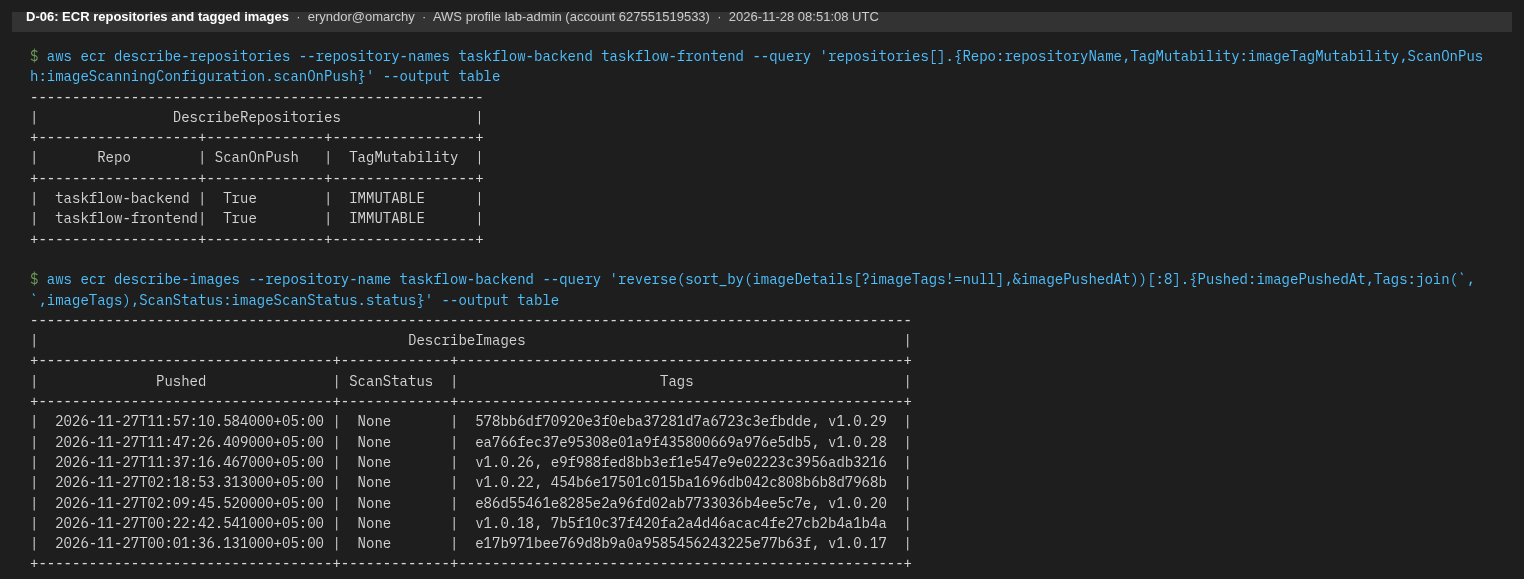 D-06: ECR repositories and tagged images · eryndor@omarchy · AWS profile lab-admin (account 627551519533) · 2026-11-28 08:51:08 UTC
$ aws ecr describe-repositories --repository-names taskflow-backend taskflow-frontend --query 'repositories[].{Repo:repositoryName,TagMutability:imageTagMutability,ScanOnPus
h:imageScanningConfiguration.scanOnPush}' --output table
------------------------------------------------------
|                DescribeRepositories                |
+-------------------+--------------+-----------------+
|       Repo        | ScanOnPush   |  TagMutability  |
+-------------------+--------------+-----------------+
|  taskflow-backend |  True        |  IMMUTABLE      |
|  taskflow-frontend|  True        |  IMMUTABLE      |
+-------------------+--------------+-----------------+
$ aws ecr describe-images --repository-name taskflow-backend --query 'reverse(sort_by(imageDetails[?imageTags!=null],&imagePushedAt))[:8].{Pushed:imagePushedAt,Tags:join(`,
`,imageTags),ScanStatus:imageScanStatus.status}' --output table
---------------------------------------------------------------------------------------------------------
|                                            DescribeImages                                             |
+-----------------------------------+-------------+-----------------------------------------------------+
|              Pushed               | ScanStatus  |                        Tags                         |
+-----------------------------------+-------------+-----------------------------------------------------+
|  2026-11-27T11:57:10.584000+05:00 |  None       |  578bb6df70920e3f0eba37281d7a6723c3efbdde, v1.0.29  |
|  2026-11-27T11:47:26.409000+05:00 |  None       |  ea766fec37e95308e01a9f435800669a976e5db5, v1.0.28  |
|  2026-11-27T11:37:16.467000+05:00 |  None       |  v1.0.26, e9f988fed8bb3ef1e547e9e02223c3956adb3216  |
|  2026-11-27T02:18:53.313000+05:00 |  None       |  v1.0.22, 454b6e17501c015ba1696db042c808b6b8d7968b  |
|  2026-11-27T02:09:45.520000+05:00 |  None       |  e86d55461e8285e2a96fd02ab7733036b4ee5c7e, v1.0.20  |
|  2026-11-27T00:22:42.541000+05:00 |  None       |  v1.0.18, 7b5f10c37f420fa2a4d46acac4fe27cb2b4a1b4a  |
|  2026-11-27T00:01:36.131000+05:00 |  None       |  e17b971bee769d8b9a0a9585456243225e77b63f, v1.0.17  |
+-----------------------------------+-------------+-----------------------------------------------------+